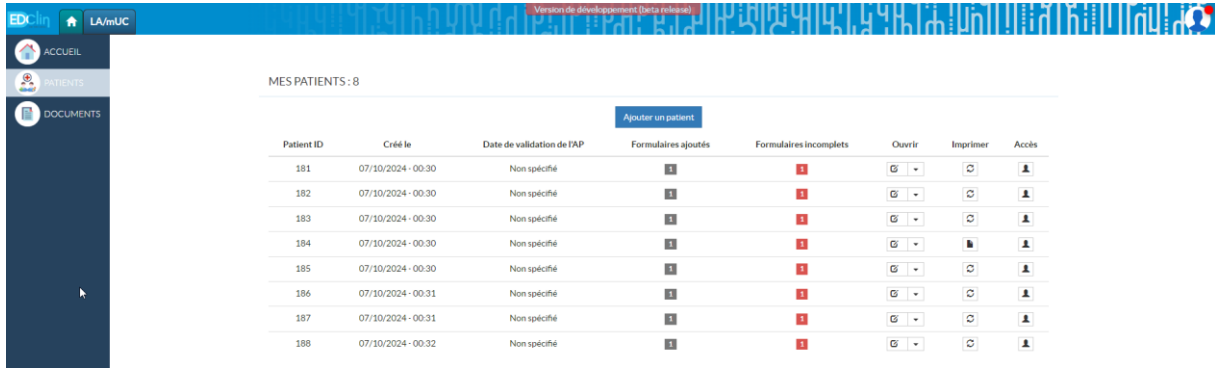 EDClin LA/mUC Version de développement (beta release)
ACCUEIL
PATIENTS
DOCUMENTS
MES PATIENTS : 8
Ajouter un patient
Patient ID Créé le Date de validation de l'AP Formulaires ajoutés Formulaires incomplets Ouvrir Imprimer Accès
181 07/10/2024 - 00:30 Non spécifié 1 1
182 07/10/2024 - 00:30 Non spécifié 1 1
183 07/10/2024 - 00:30 Non spécifié 1 1
184 07/10/2024 - 00:30 Non spécifié 1 1
185 07/10/2024 - 00:30 Non spécifié 1 1
186 07/10/2024 - 00:31 Non spécifié 1 1
187 07/10/2024 - 00:31 Non spécifié 1 1
188 07/10/2024 - 00:32 Non spécifié 1 1